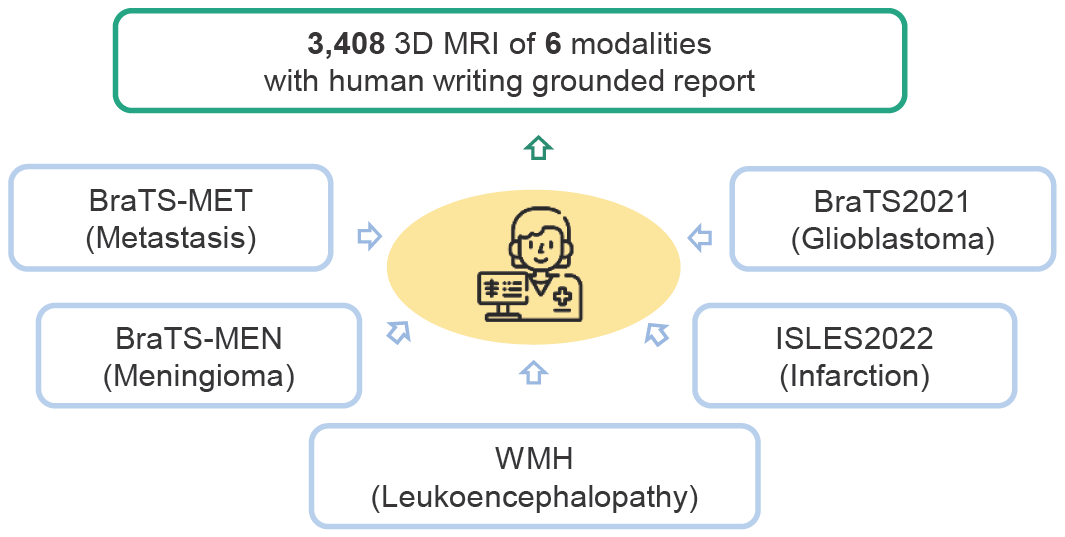 3,408 3D MRI of 6 modalities
with human writing grounded report
BraTS-MET
(Metastasis)
BraTS2021
(Glioblastoma)
BraTS-MEN
(Meningioma)
ISLES2022
(Infarction)
WMH
(Leukoencephalopathy)